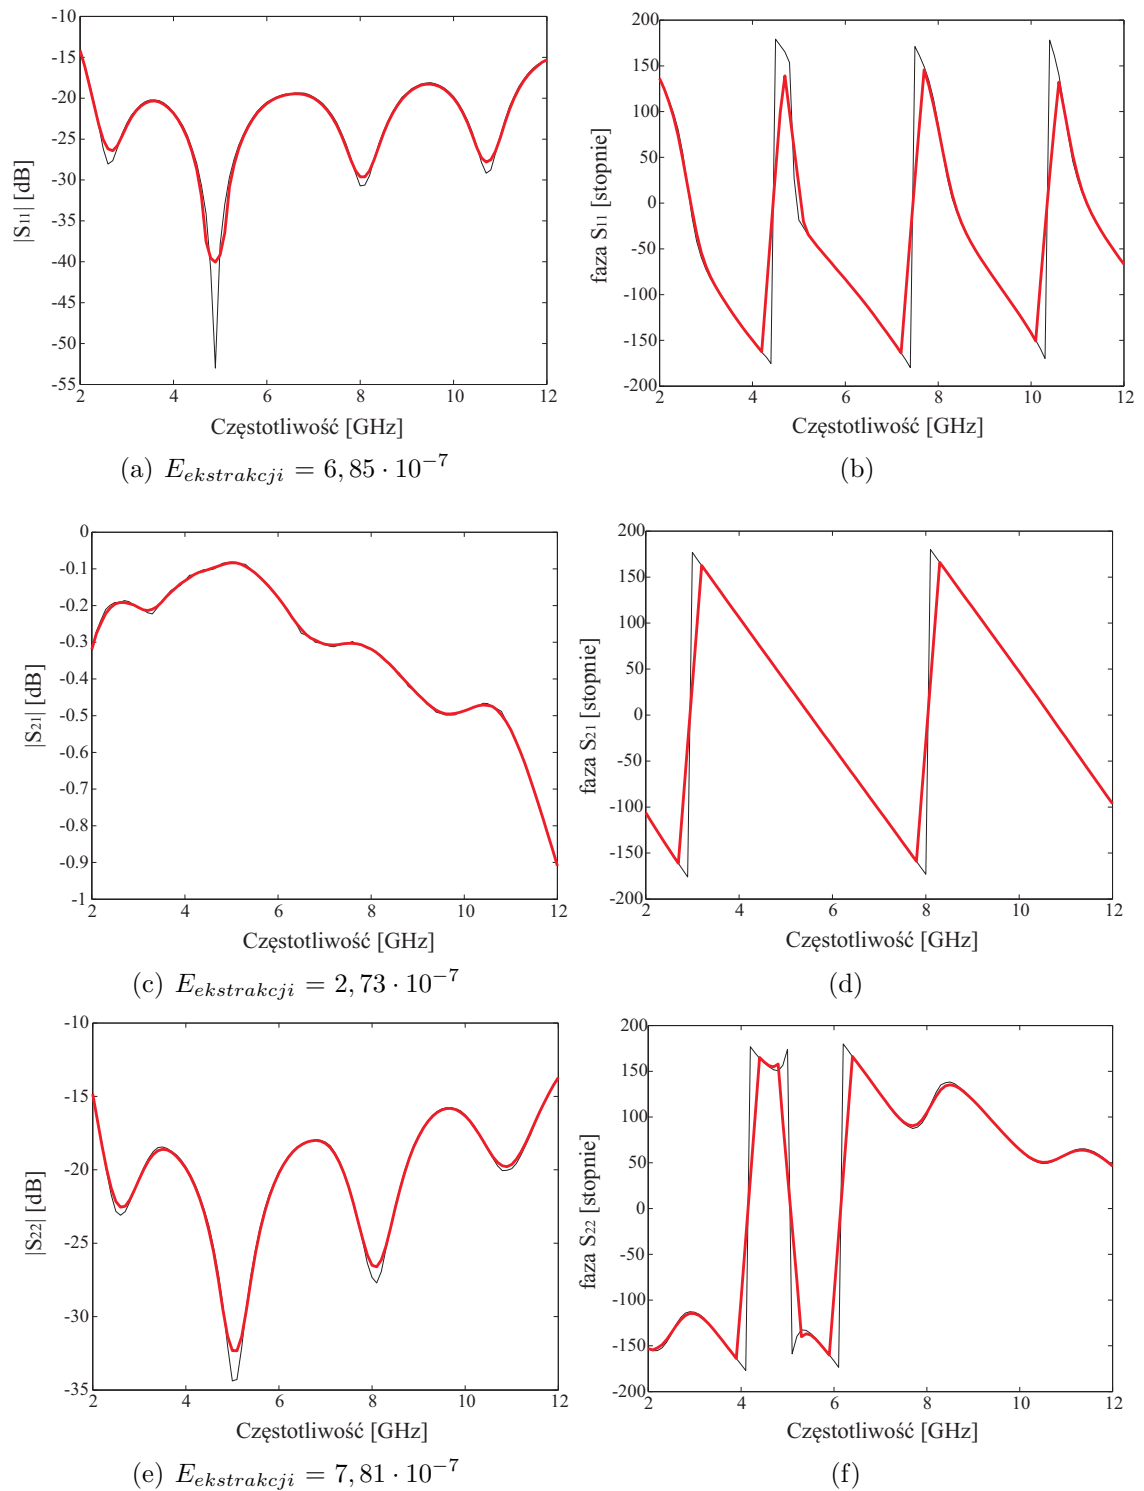 -10
-15
-20
-25
-30
-35
-40
-45
-50
-55
2 4 6 8 10 12
|S11| [dB]
Częstotliwość [GHz]
(a) E_ekstrakcji = 6, 85 · 10^−7
200
150
100
50
0
-50
-100
-150
-200
2 4 6 8 10 12
faza S11 [stopnie]
Częstotliwość [GHz]
(b)
0
-0.1
-0.2
-0.3
-0.4
-0.5
-0.6
-0.7
-0.8
-0.9
-1
2 4 6 8 10 12
|S21| [dB]
Częstotliwość [GHz]
(c) E_ekstrakcji = 2, 73 · 10^−7
200
150
100
50
0
-50
-100
-150
-200
2 4 6 8 10 12
faza S21 [stopnie]
Częstotliwość [GHz]
(d)
-10
-15
-20
-25
-30
-35
2 4 6 8 10 12
|S22| [dB]
Częstotliwość [GHz]
(e) E_ekstrakcji = 7, 81 · 10^−7
200
150
100
50
0
-50
-100
-150
-200
2 4 6 8 10 12
faza S22 [stopnie]
Częstotliwość [GHz]
(f)